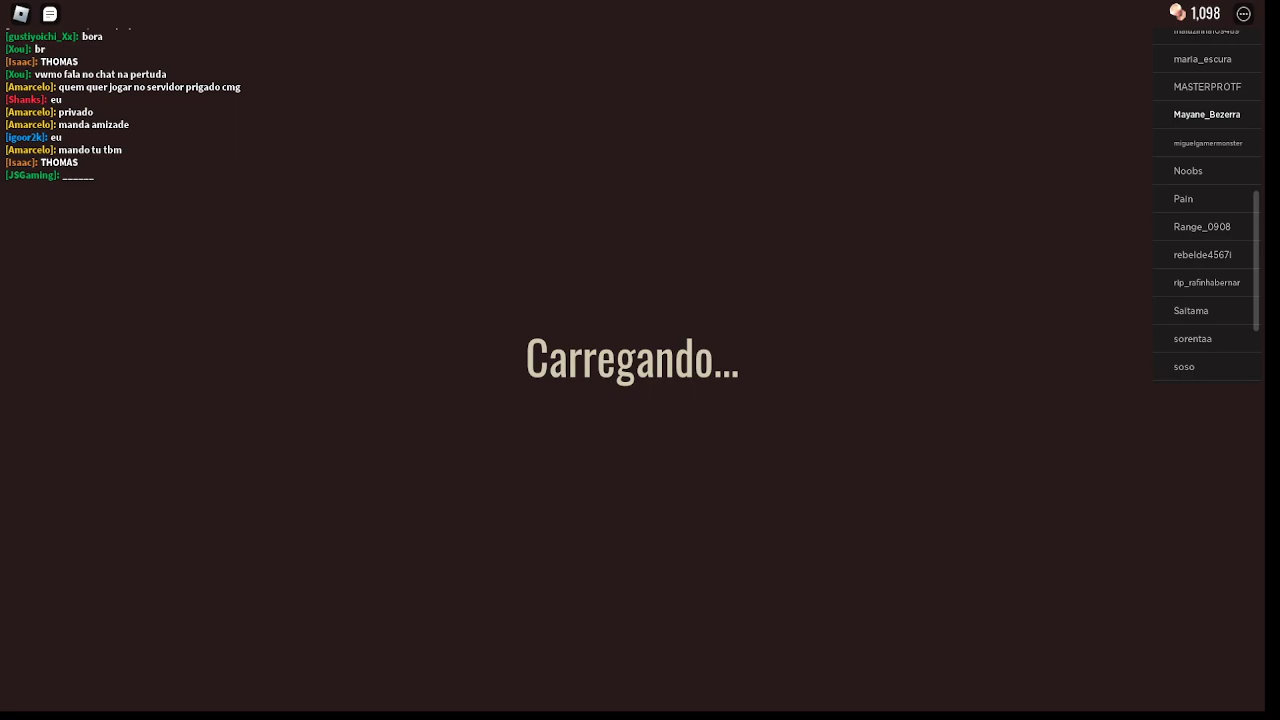 1,098
[gustiyoichi_Xx]: bora
[Xou]: br
[Isaac]: THOMAS
[Xou]: vwmo fala no chat na pertuda
[Amarcelo]: quem quer jogar no servidor prigado cmg
[Shanks]: eu
[Amarcelo]: privado
[Amarcelo]: manda amizade
[igoor2k]: eu
[Amarcelo]: mando tu tbm
[Isaac]: THOMAS
[JSGaming]: ______
maria_escura
MASTERPROTF
Mayane_Bezerra
miguelgamermonster
Noobs
Pain
Range_0908
rebelde4567i
rip_rafinhabernar
Saitama
sorentaa
soso
Carregando...